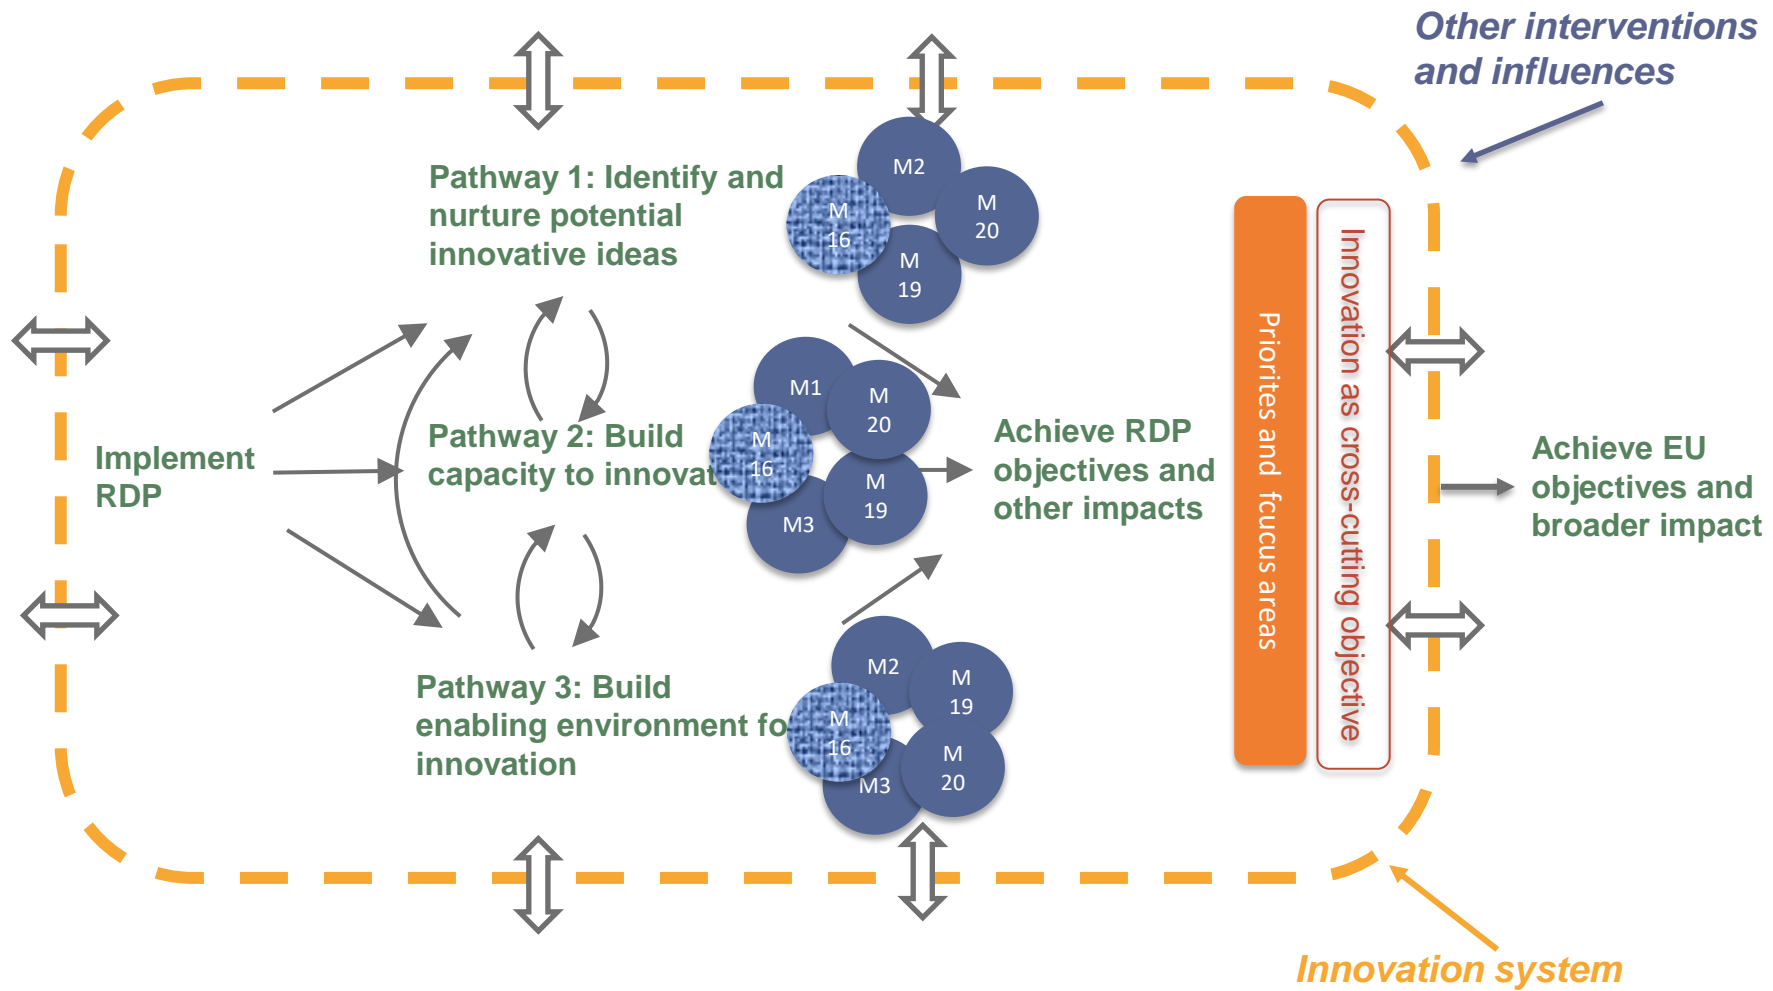 Other interventions
and influences
Pathway 1: Identify and
nurture potential
innovative ideas
M2
M
16
M
20
M
19
Implement
RDP
Pathway 2: Build
capacity to innovat
M1
M
20
M
16
M
19
M3
Achieve RDP
objectives and
other impacts
Priorites and fcucus areas
Innovation as cross-cutting objective
Achieve EU
objectives and
broader impact
Pathway 3: Build
enabling environment fo
innovation
M2
M
19
M
16
M
20
M3
Innovation system